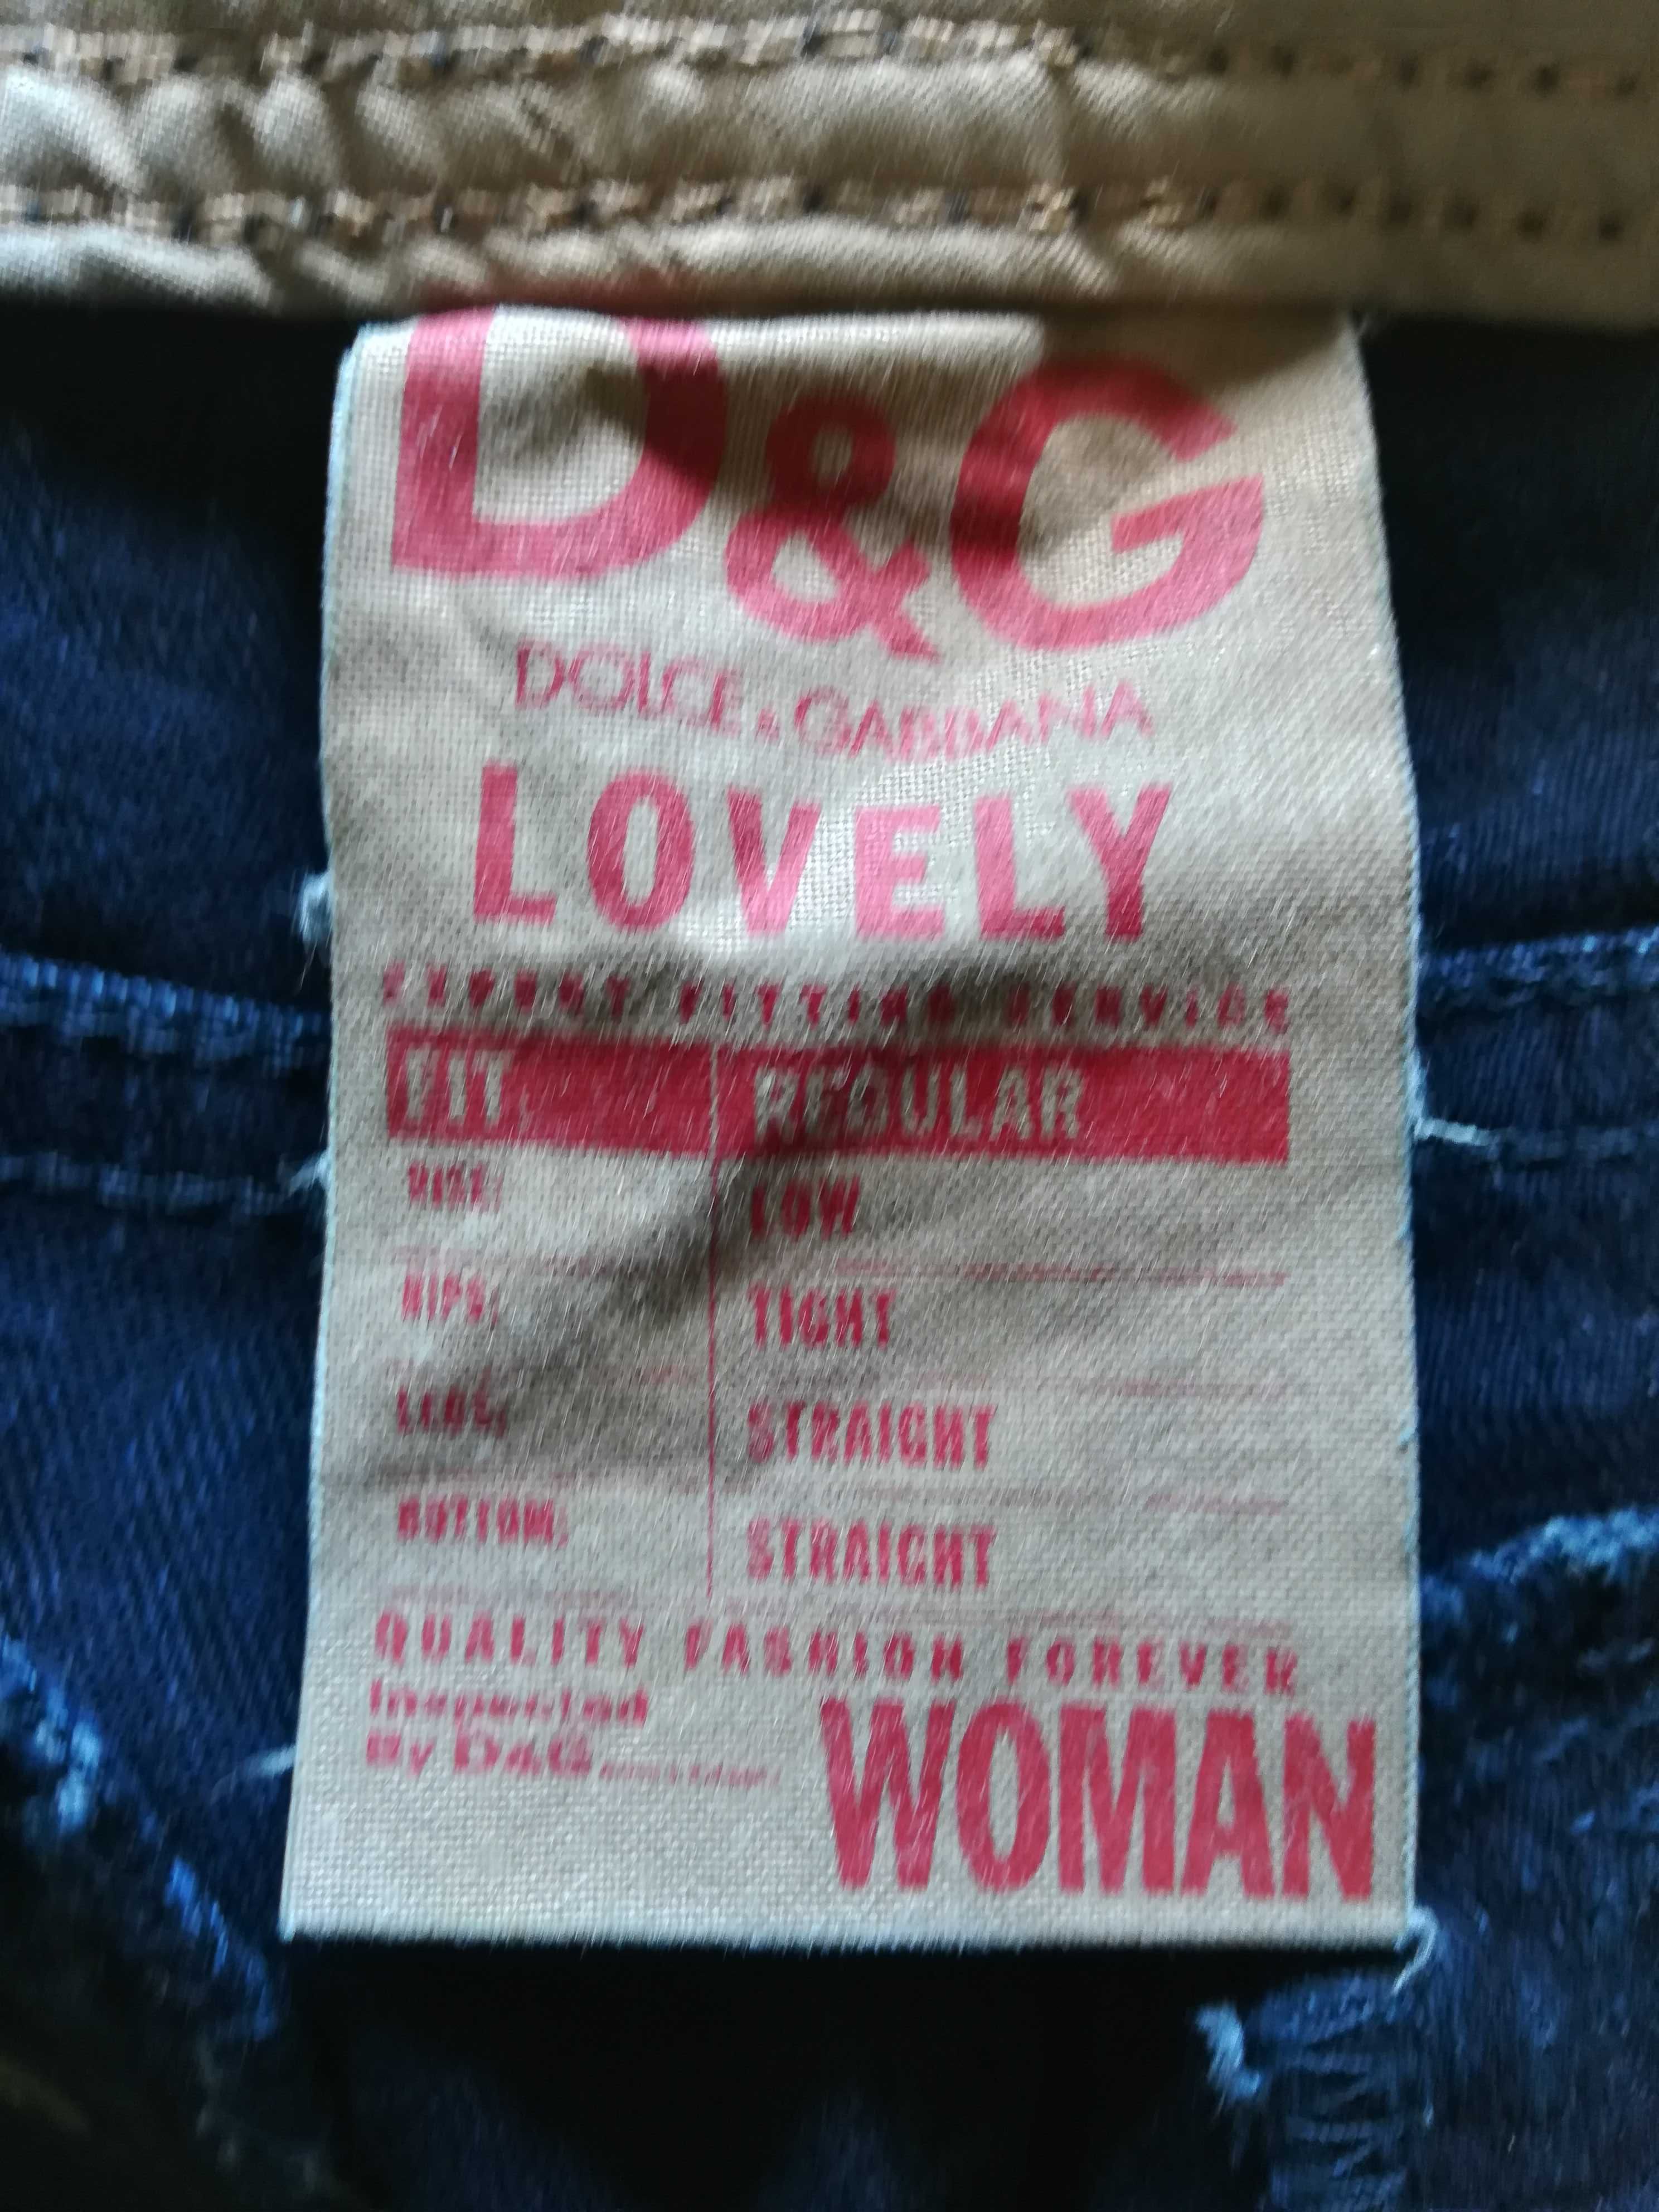 D&G
DOLCE & GABBANA
LOVELY
EXPERT FITTING SERVICE
FIT REGULAR
RISE: LOW
HIPS: TIGHT
LEGS: STRAIGHT
BOTTOM: STRAIGHT
QUALITY FASHION FOREVER
Inspected
By D&G
WOMAN